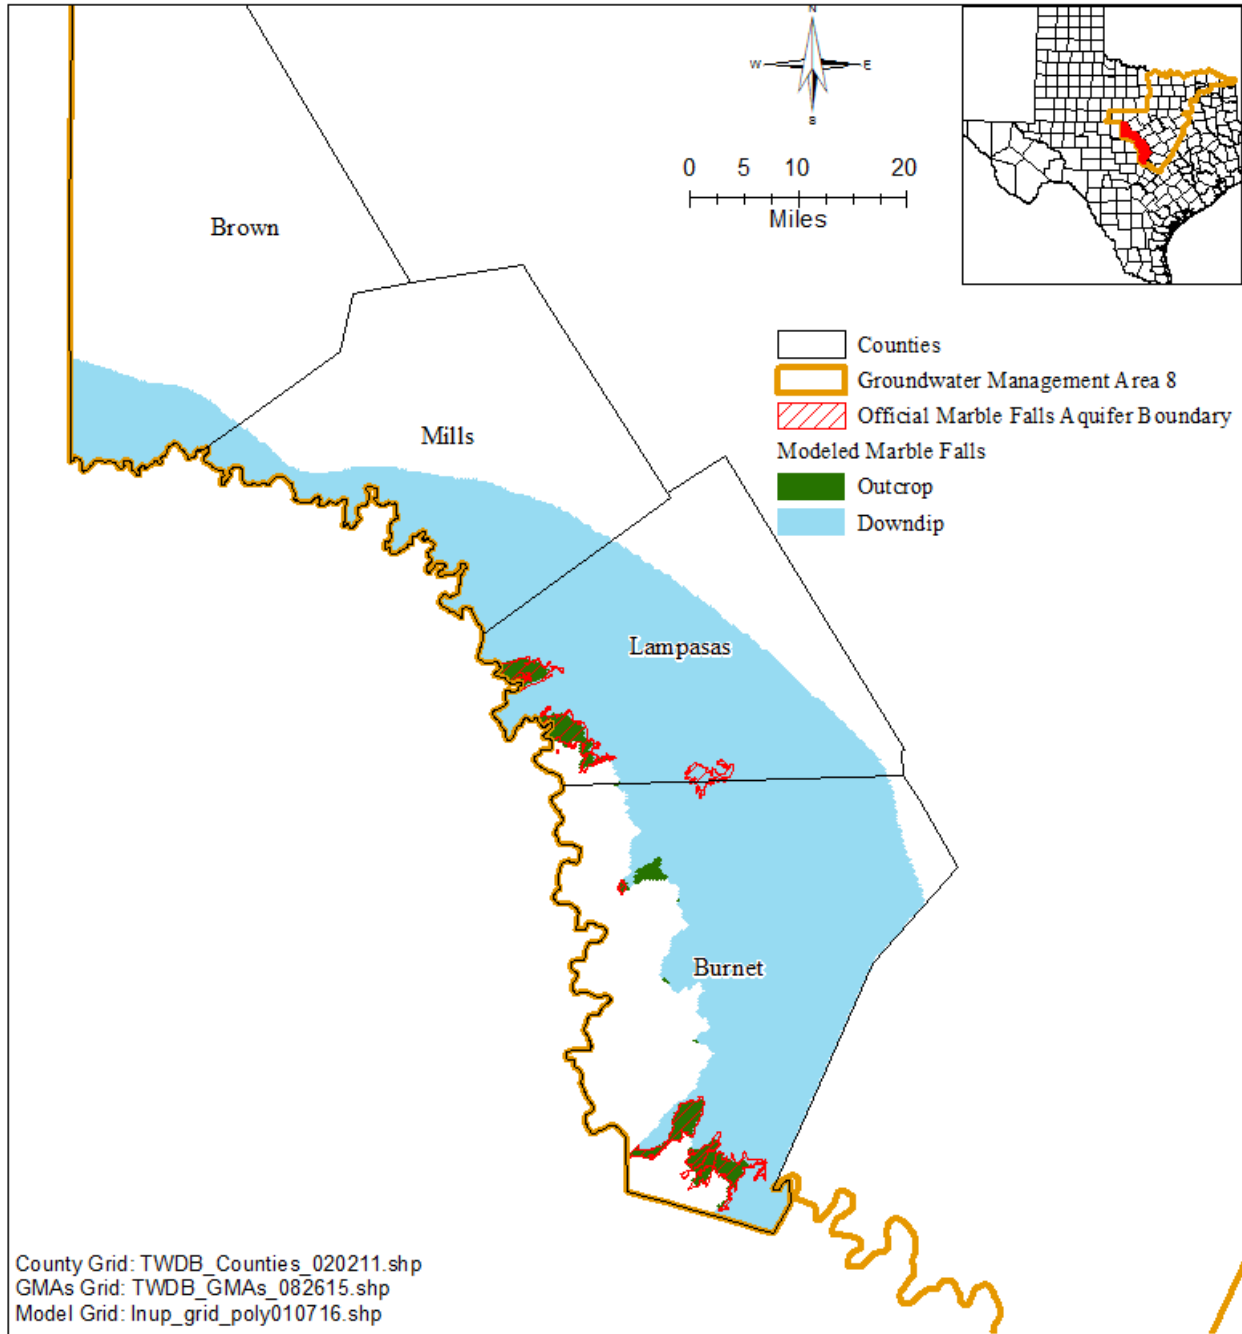 N
W E
S
0 5 10 20
Miles
Brown
Counties
Groundwater Management Area 8
Official Marble Falls Aquifer Boundary
Mills
Modeled Marble Falls
Outcrop
Downdip
Lampasas
Burnet
County Grid: TWDB_Counties_020211.shp
GMAs Grid: TWDB_GMAs_082615.shp
Model Grid: lnup_grid_poly010716.shp